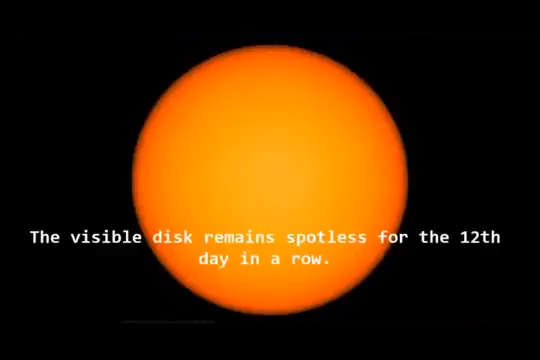 The visible disk remains spotless for the 12th
day in a row.